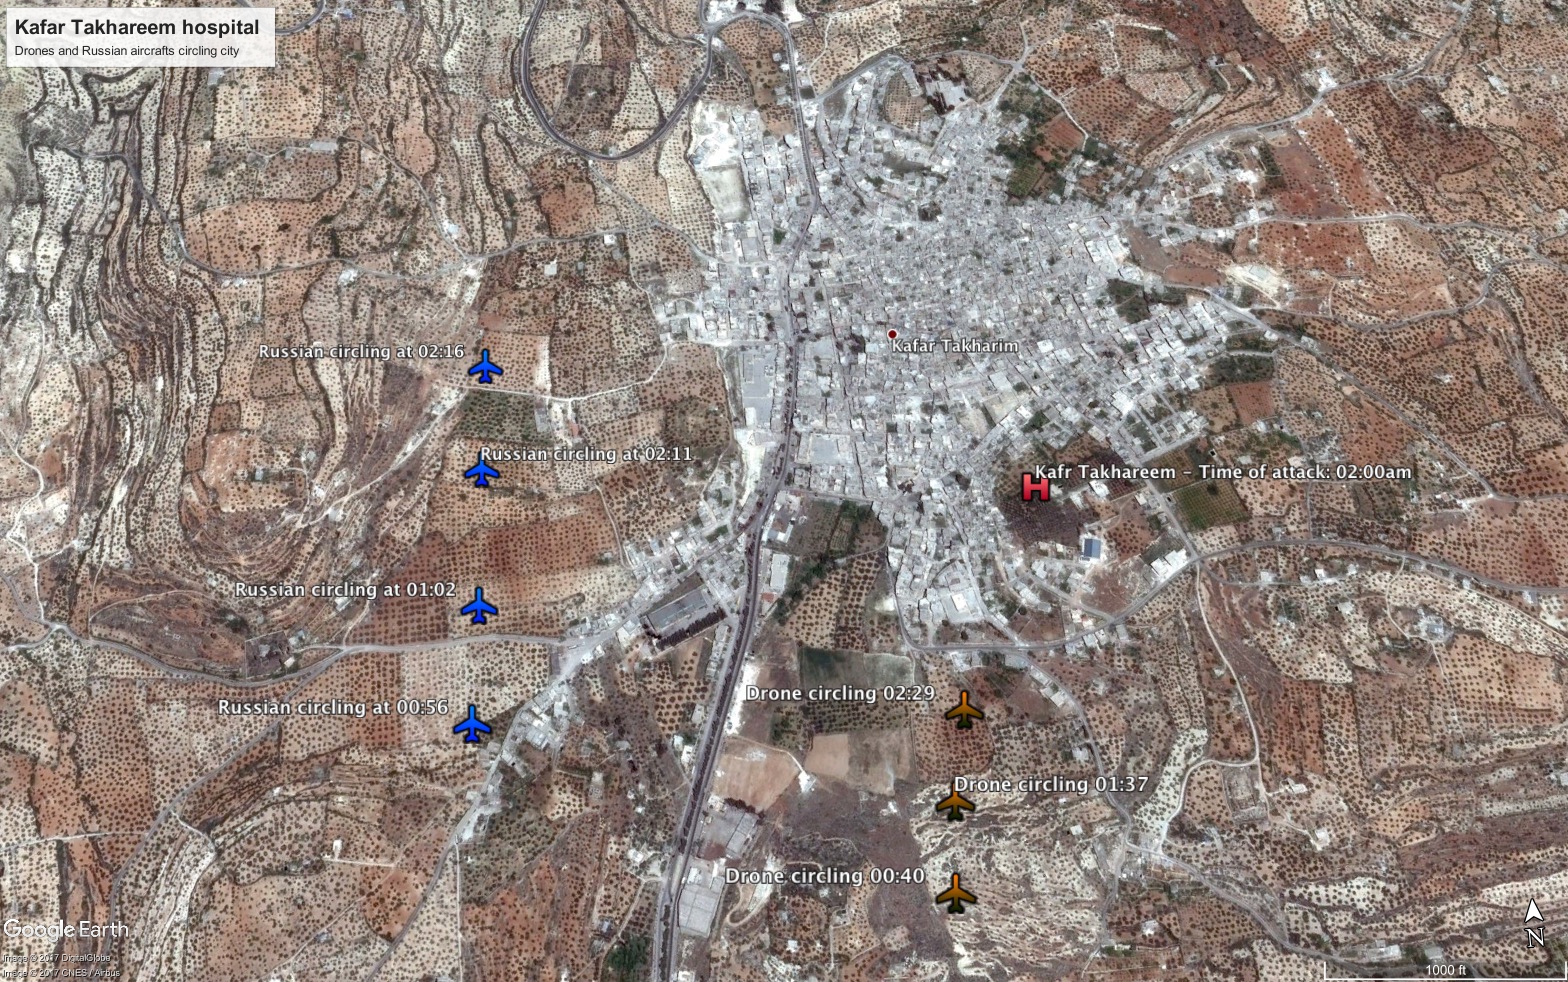 Kafar Takhareem hospital
Drones and Russian aircrafts circling city
Russian circling at 02:16
Kafar Takharim
Russian circling at 02:11
Kafr Takhareem - Time of attack: 02:00am
Russian circling at 01:02
Russian circling at 00:56
Drone circling 02:29
Drone circling 01:37
Drone circling 00:40
Google Earth
Image © 2017 DigitalGlobe
Image © 2017 CNES / Airbus
H
N
1000 ft